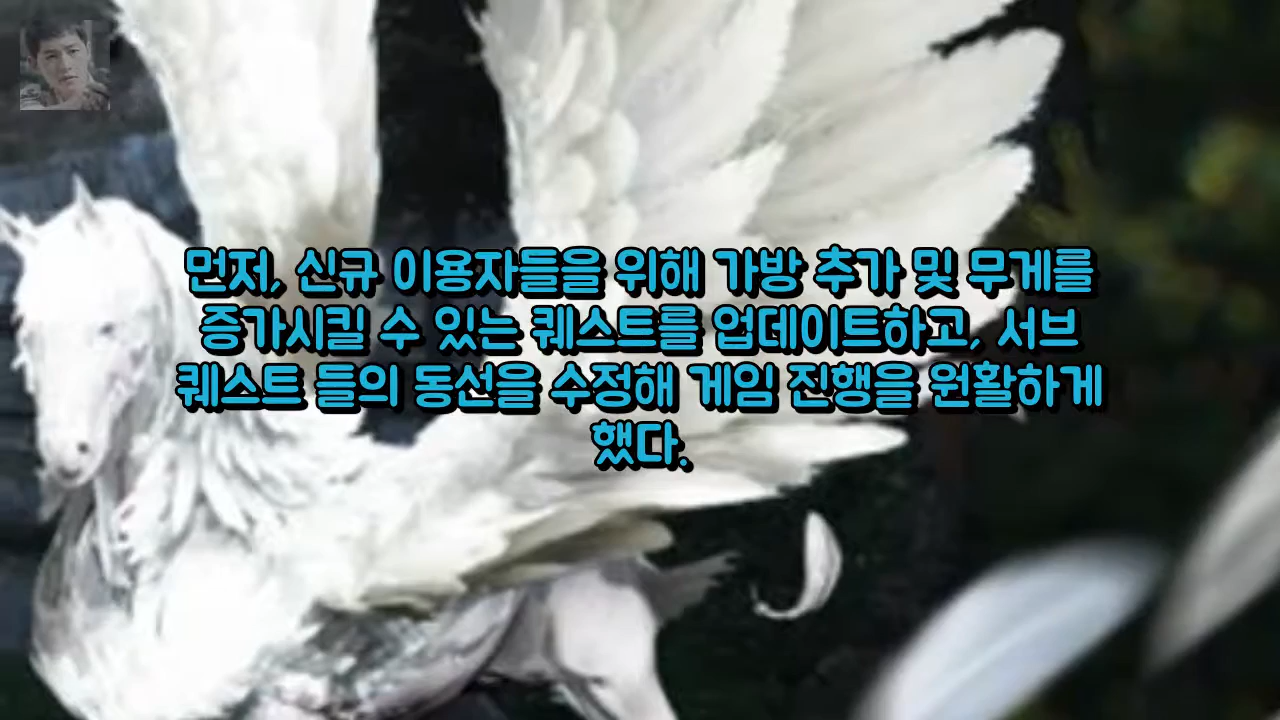 먼저, 신규 이용자들을 위해 가방 추가 및 무게를
증가시킬 수 있는 퀘스트를 업데이트하고, 서브
퀘스트 들의 동선을 수정해 게임 진행을 원활하게
했다.